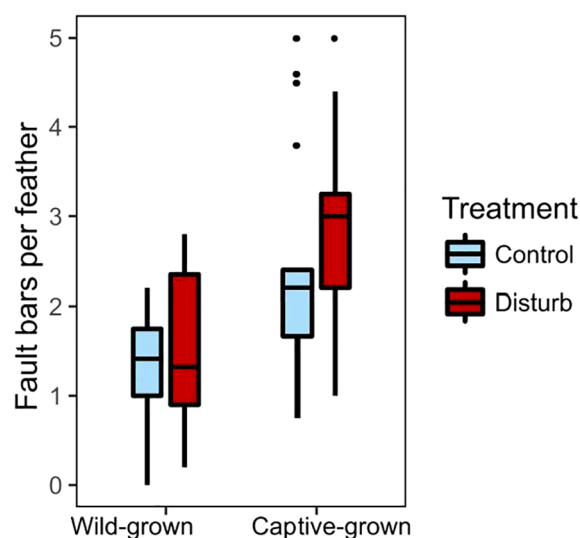 Fault bars per feather
5
4
3
2
1
0
Wild-grown
Captive-grown
Treatment
Control
Disturb